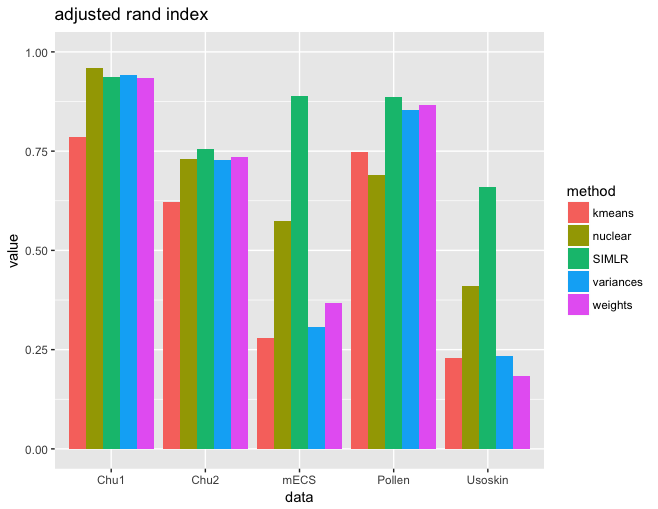 adjusted rand index
1.00
0.75
0.50
0.25
0.00
value
Chu1 Chu2 mECS Pollen Usoskin
data
method
kmeans
nuclear
SIMLR
variances
weights